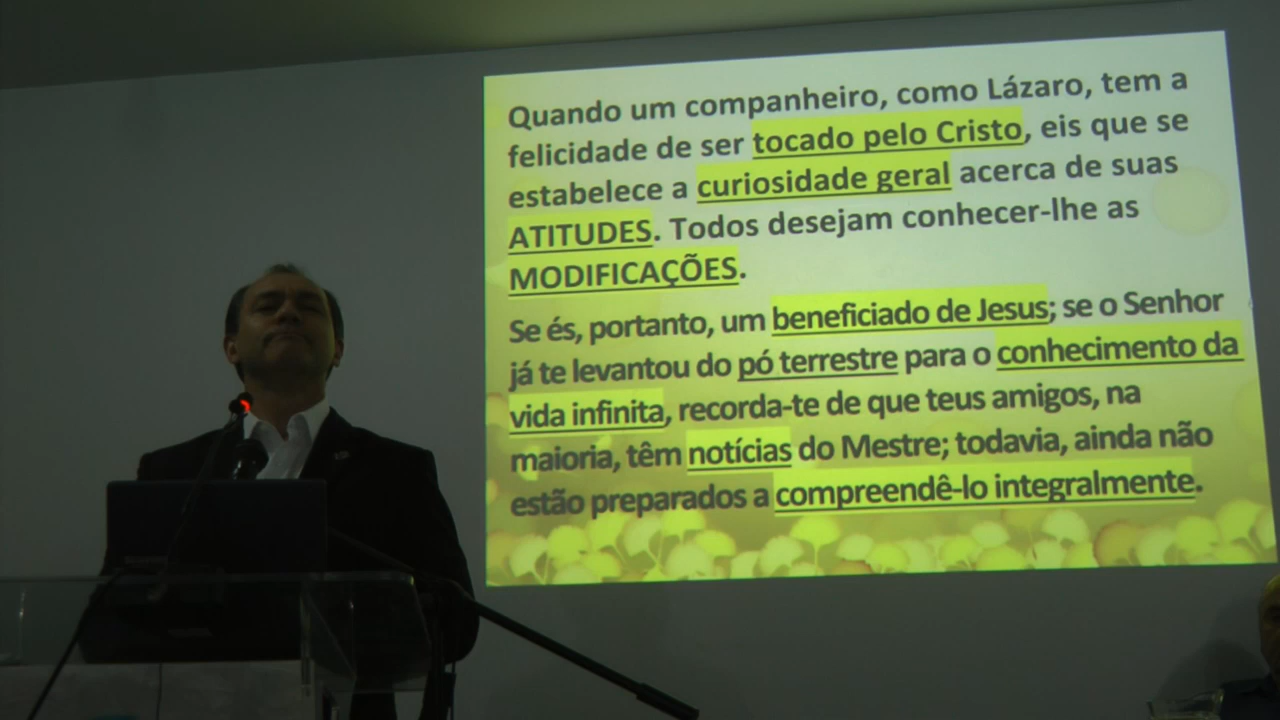 Quando um companheiro, como Lázaro, tem a
felicidade de ser tocado pelo Cristo, eis que se
estabelece a curiosidade geral acerca de suas
ATITUDES. Todos desejam conhecer-lhe as
MODIFICAÇÕES.
Se és, portanto, um beneficiado de Jesus; se o Senhor
já te levantou do pó terrestre para o conhecimento da
vida infinita, recorda-te de que teus amigos, na
maioria, têm notícias do Mestre; todavia, ainda não
estão preparados a compreendê-lo integralmente.